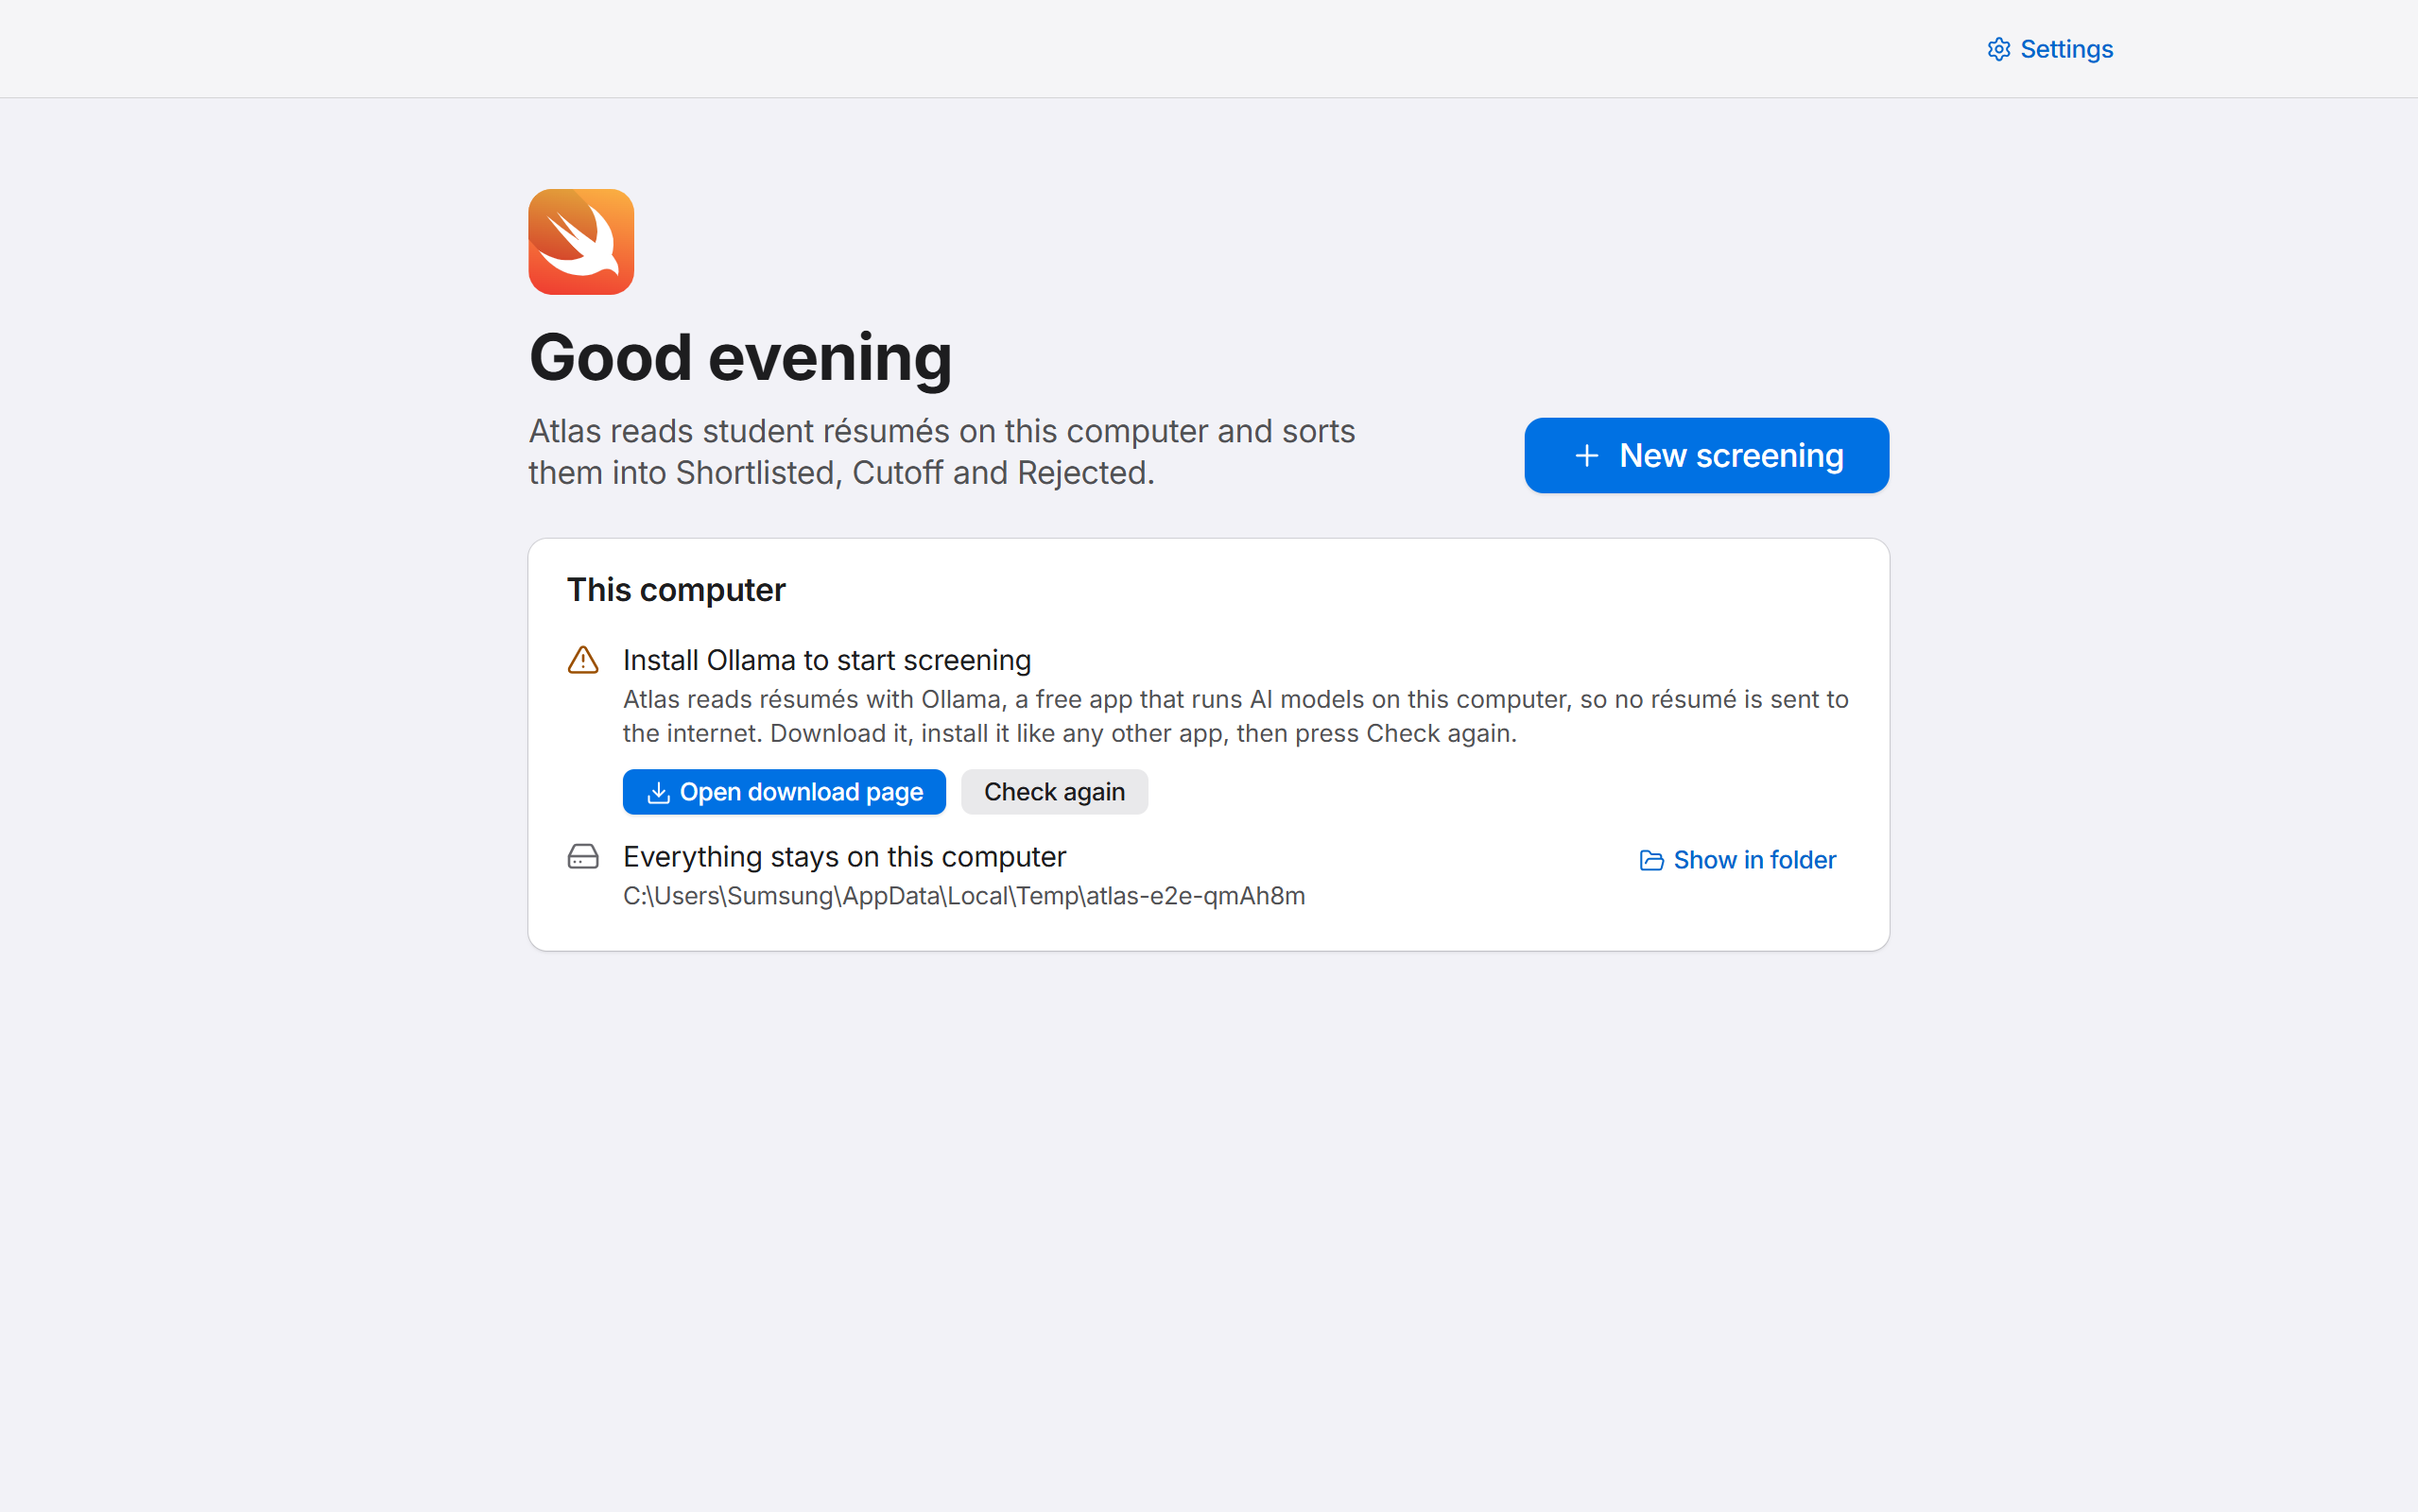 Settings
Good evening
Atlas reads student résumés on this computer and sorts
them into Shortlisted, Cutoff and Rejected.
New screening
This computer
Install Ollama to start screening
Atlas reads résumés with Ollama, a free app that runs AI models on this computer, so no résumé is sent to
the internet. Download it, install it like any other app, then press Check again.
Open download page
Check again
Everything stays on this computer
Show in folder
C:\Users\Sumsung\AppData\Local\Temp\atlas-e2e-qmAh8m